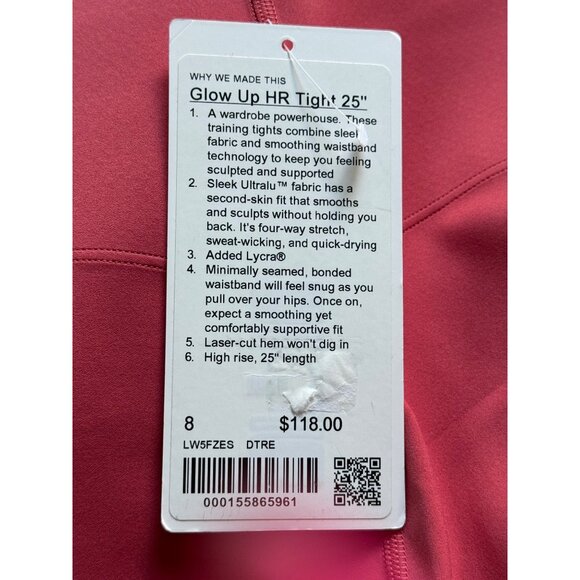 WHY WE MADE THIS
Glow Up HR Tight 25"
1. A wardrobe powerhouse. These
training tights combine sleek
fabric and smoothing waistband
technology to keep you feeling
sculpted and supported
2. Sleek Ultralu™ fabric has a
second-skin fit that smooths
and sculpts without holding you
back. It's four-way stretch,
sweat-wicking, and quick-drying
3. Added Lycra®
4. Minimally seamed, bonded
waistband will feel snug as you
pull over your hips. Once on,
expect a smoothing yet
comfortably supportive fit
5. Laser-cut hem won't dig in
6. High rise, 25" length
8 $118.00
LW5FZES DTRE
000155865961